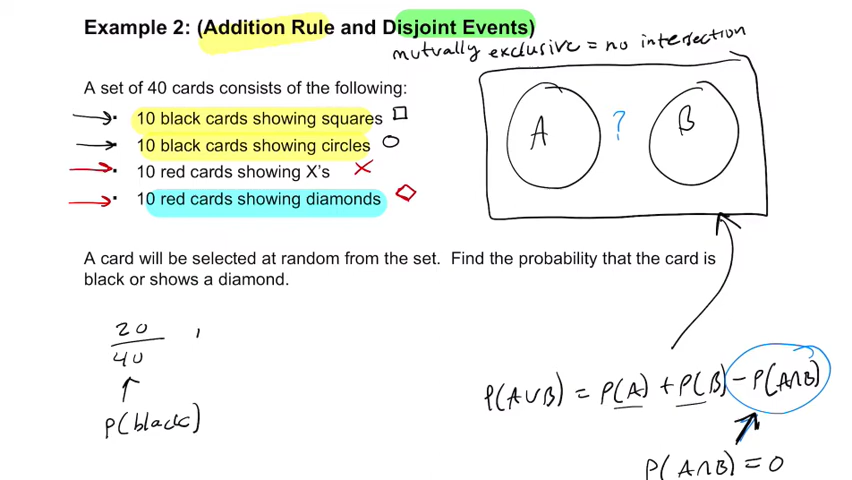 Example 2: (Addition Rule and Disjoint Events)
mutually exclusive = no intersection
A set of 40 cards consists of the following:
10 black cards showing squares
10 black cards showing circles
10 red cards showing X's
10 red cards showing diamonds
A ? B
A card will be selected at random from the set. Find the probability that the card is
black or shows a diamond.
20
40
P(black)
P(A∪B) = P(A) + P(B) - P(A∩B)
P(A∩B) = 0